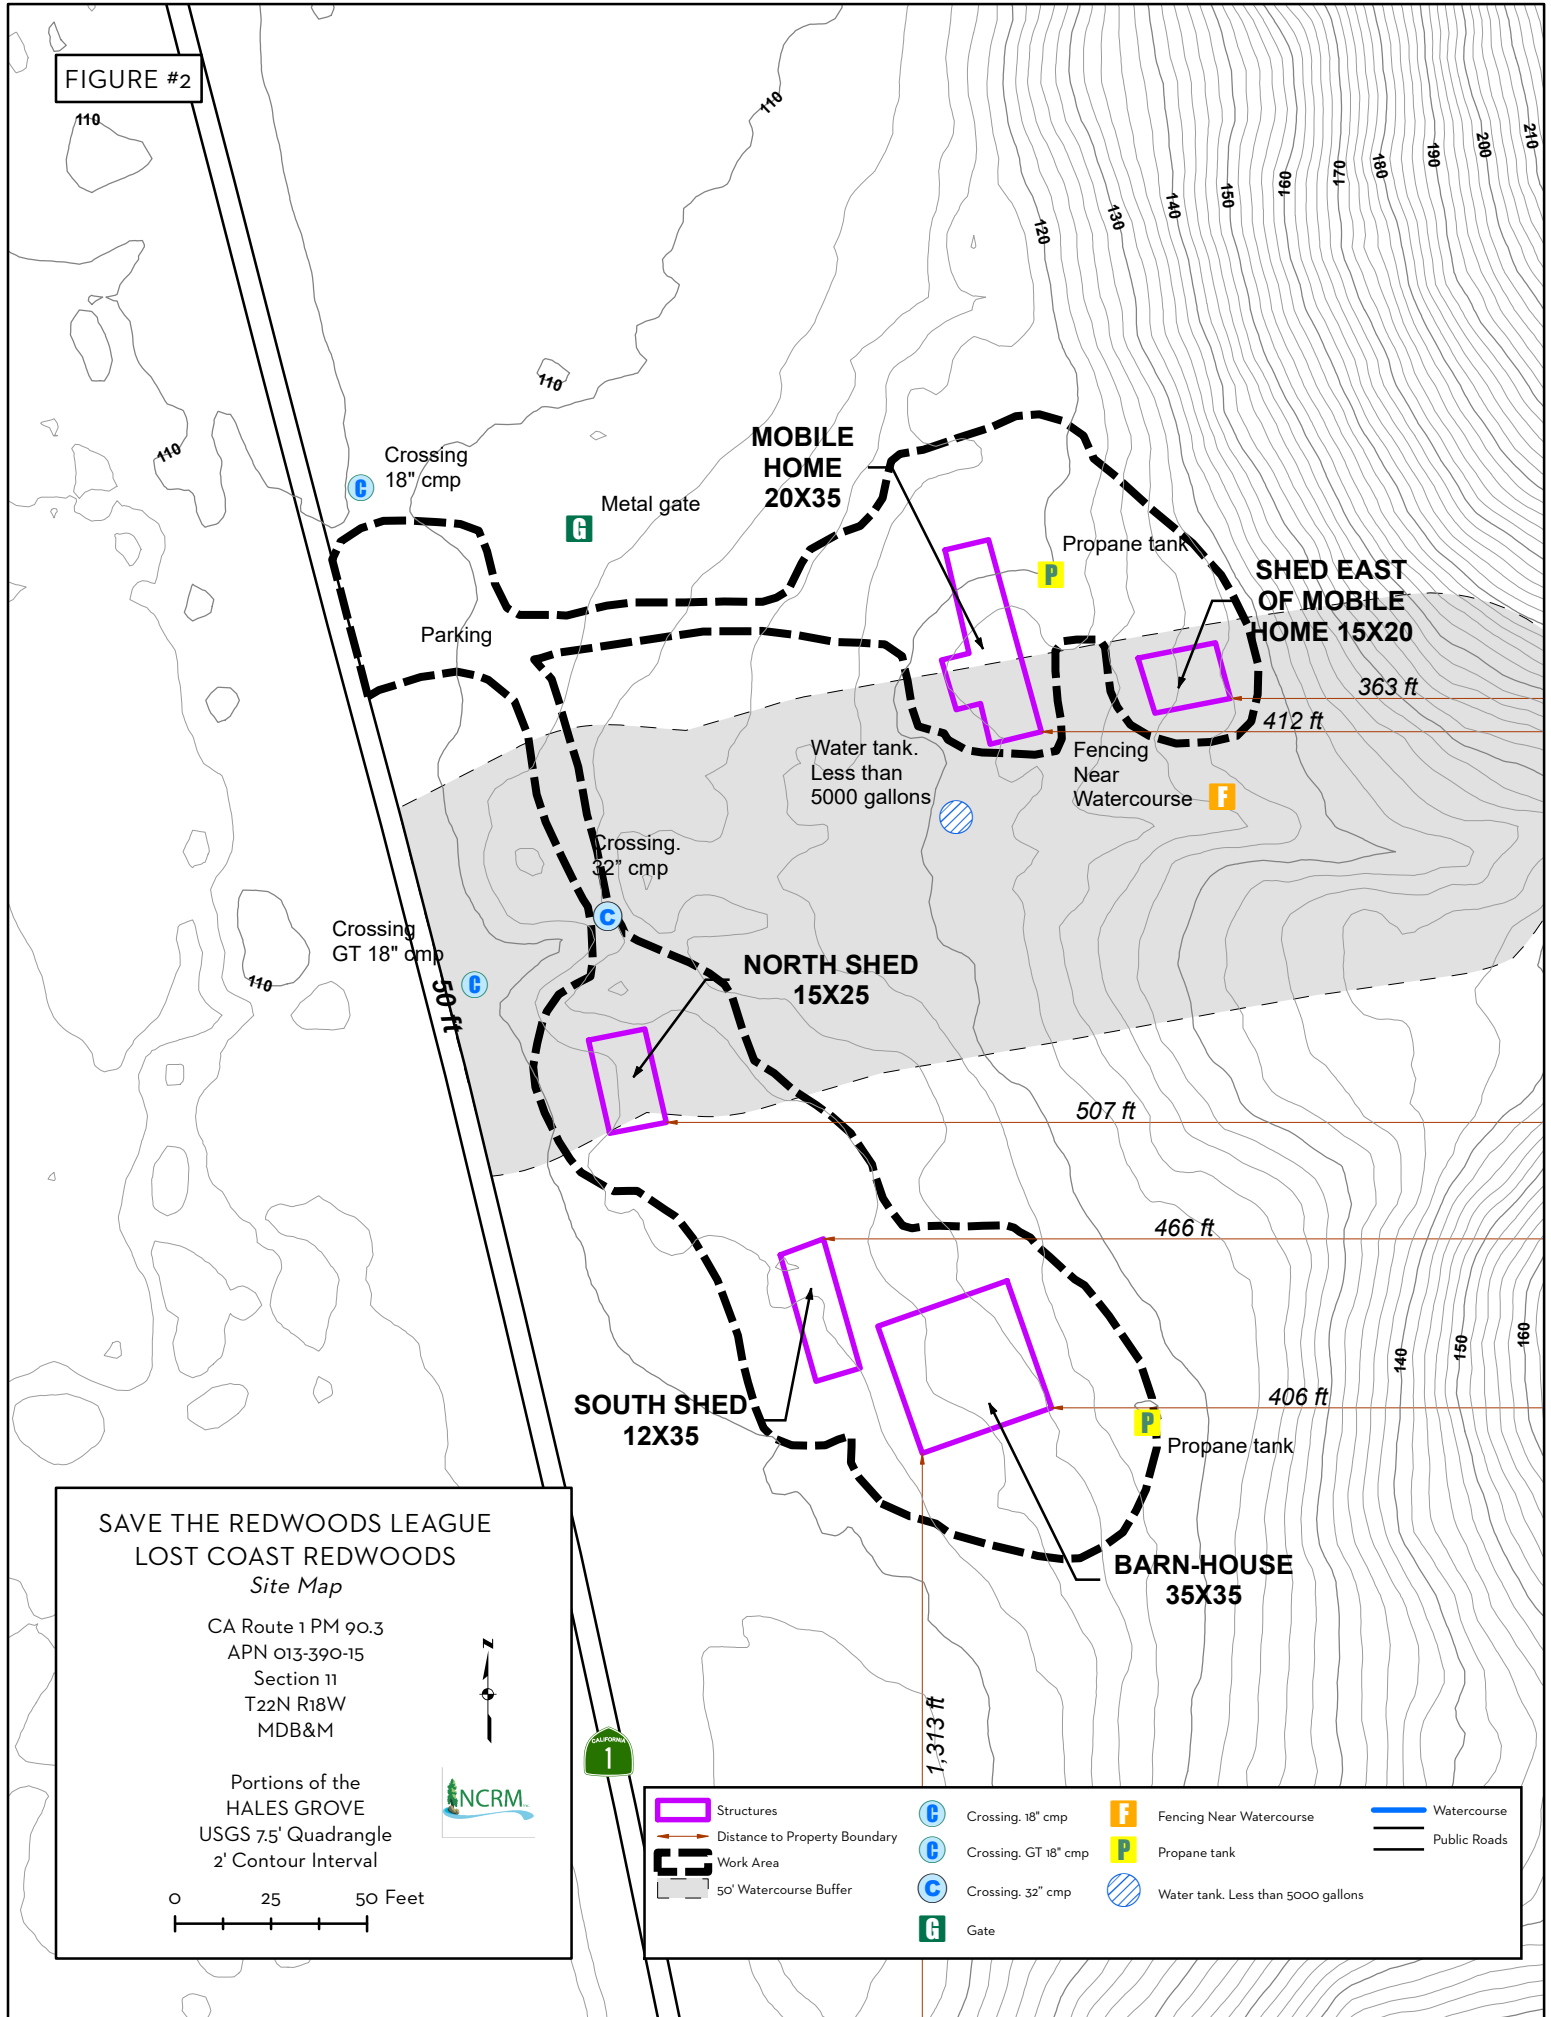 FIGURE #2
110
110
110
110
110
120
130
140
150
160
170
180
190
200
210
Crossing
18" cmp
Metal gate
MOBILE
HOME
20X35
Propane tank
SHED EAST
OF MOBILE
HOME 15X20
Parking
363 ft
412 ft
Water tank.
Less than
5000 gallons
Fencing
Near
Watercourse
F
Crossing.
32” cmp
Crossing
GT 18" cmp
50 ft
NORTH SHED
15X25
507 ft
466 ft
140
150
160
406 ft
SOUTH SHED
12X35
Propane tank
BARN-HOUSE
35X35
1,313 ft
C
G
P
C
C
P
SAVE THE REDWOODS LEAGUE
LOST COAST REDWOODS
Site Map
CA Route 1 PM 90.3
APN 013-390-15
Section 11
T22N R18W
MDB&M
N
Portions of the
HALES GROVE
USGS 7.5' Quadrangle
2' Contour Interval
NCRM
0 25 50 Feet
CALIFORNIA
1
Structures
Distance to Property Boundary
Work Area
50' Watercourse Buffer
C Crossing. 18" cmp
C Crossing. GT 18" cmp
C Crossing. 32” cmp
G Gate
F Fencing Near Watercourse
P Propane tank
Water tank. Less than 5000 gallons
Watercourse
Public Roads